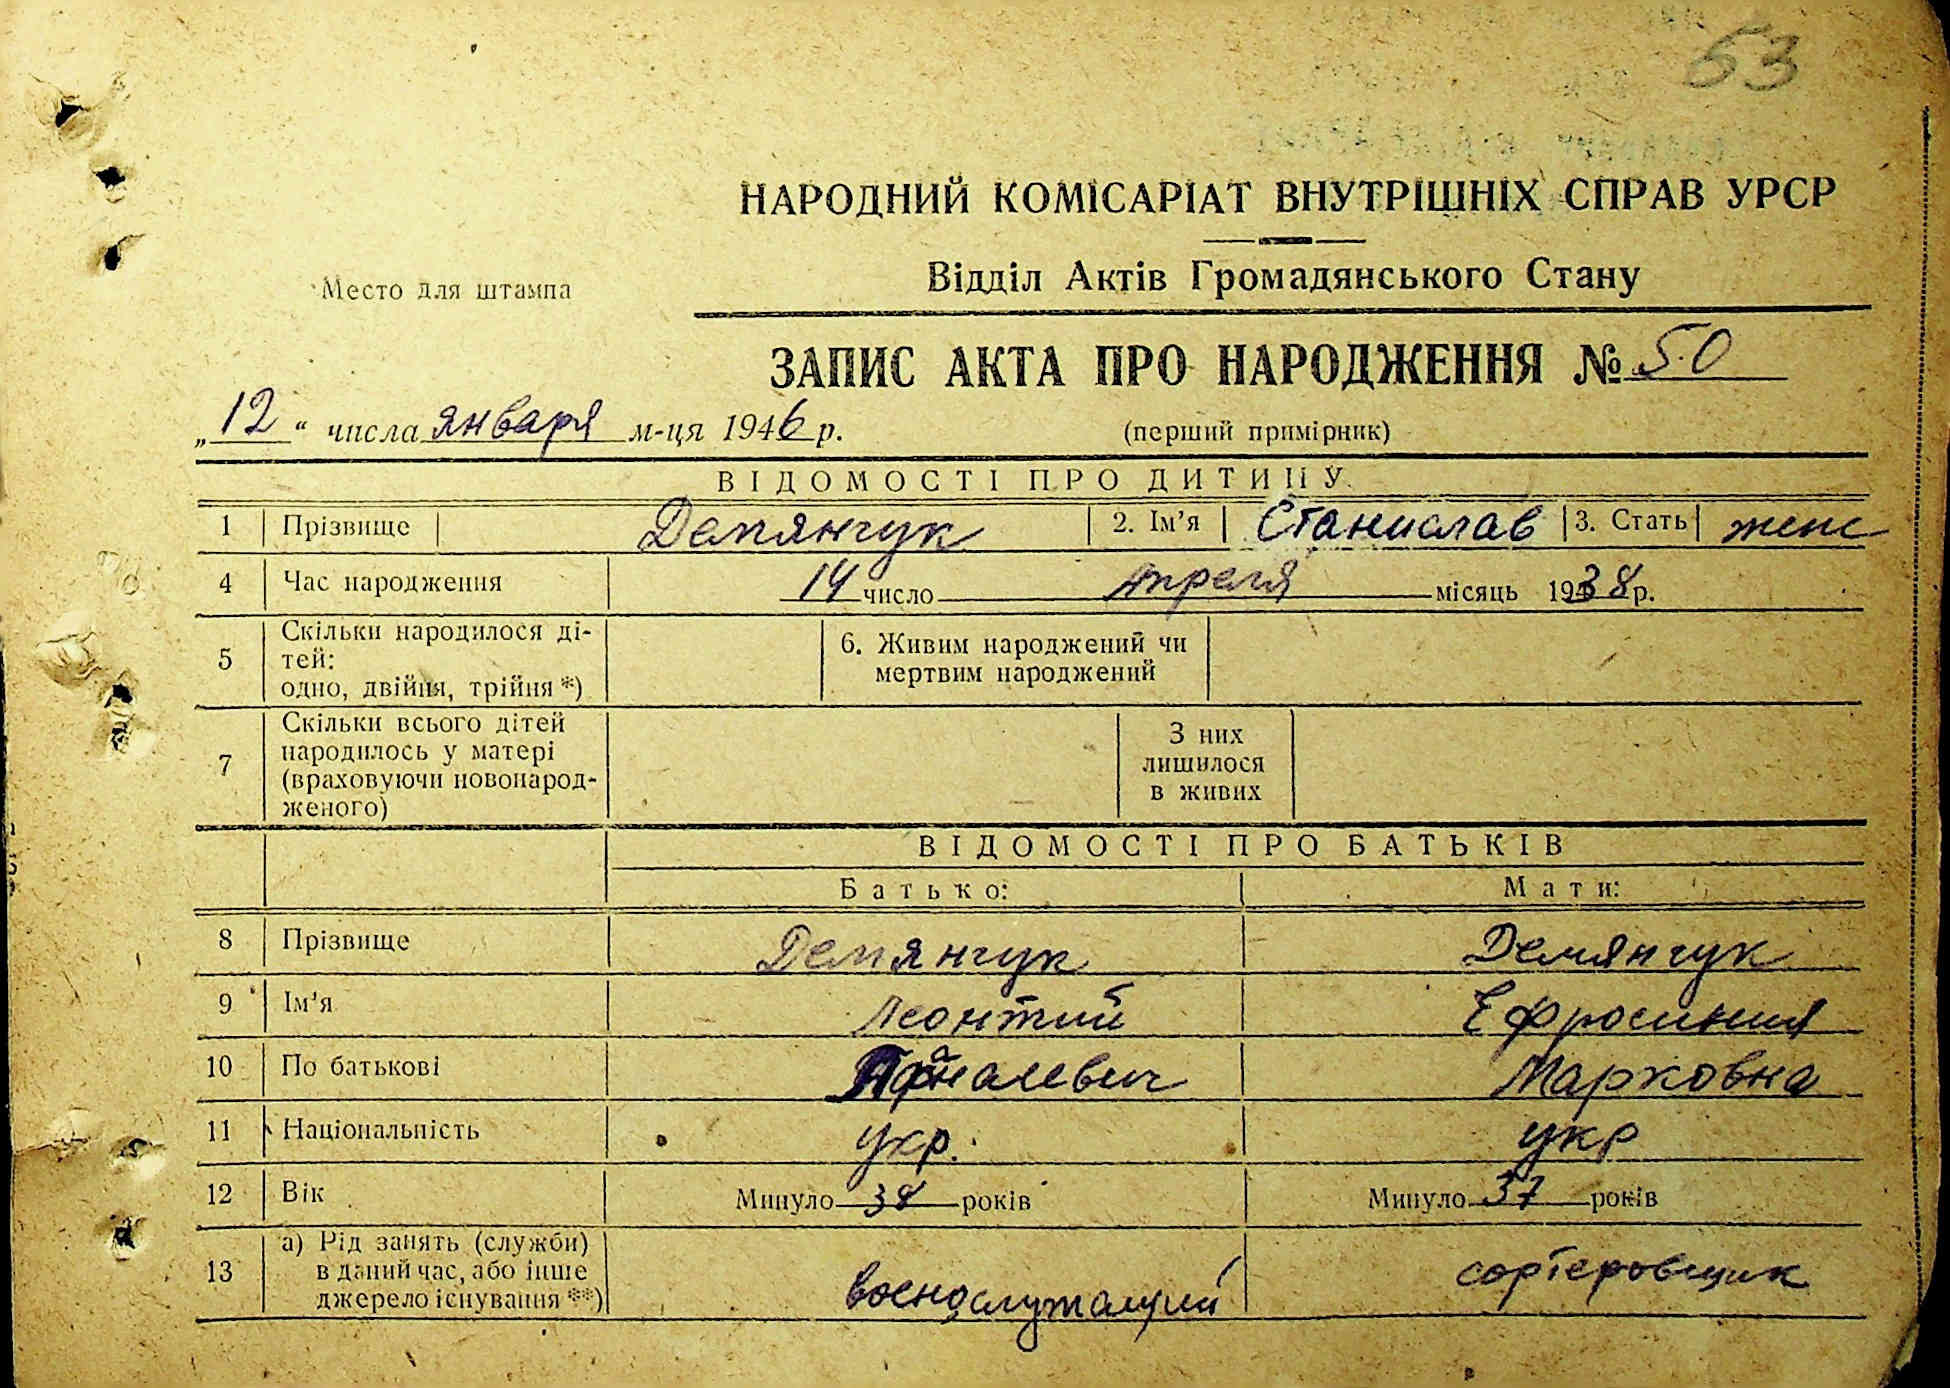 53
НАРОДНИЙ КОМІСАРІАТ ВНУТРІШНІХ СПРАВ УРСР
Место для штампа
Відділ Актів Громадянського Стану
ЗАПИС АКТА ПРО НАРОДЖЕННЯ № 50
„12“ числа января м-ця 1946 р. (перший примірник)
ВІДОМОСТІ ПРО ДИТИНУ
1 Прізвище Демянчук 2. Ім'я Станислав 3. Стать женс
4 Час народження 14 число Апреля місяць 1938 р.
5 Скільки народилося ді-
тей:
одно, двійня, трійня *)
6. Живим народжений чи
мертвим народжений
7 Скільки всього дітей
народилось у матері
(враховуючи новонарод-
женого)
З них
лишилося
в живих
ВІДОМОСТІ ПРО БАТЬКІВ
Батько: Мати:
8 Прізвище Демянчук Демянчук
9 Ім'я Леонтий Ефросиния
10 По батькові Марковна
11 Національність укр. укр
12 Вік Минуло 38 років Минуло 37 років
13 а) Рід занять (служби)
в даний час, або інше
джерело існування **)
военослужащий сортеровщик